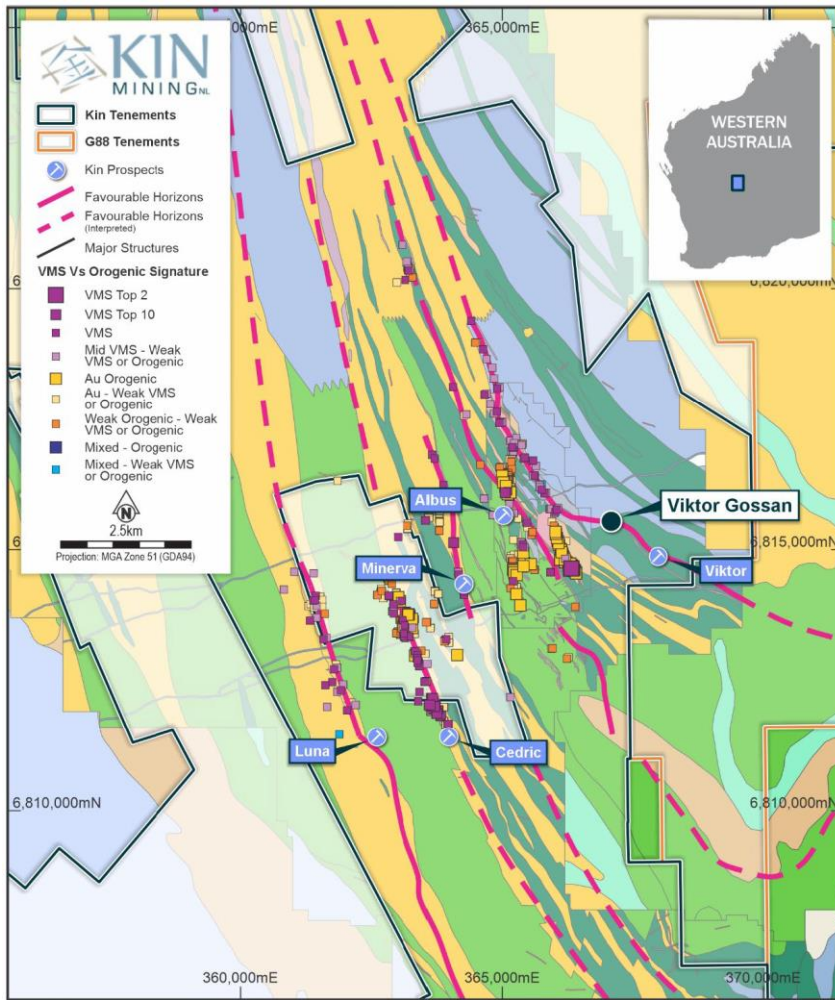 000mE
365,000mE
KIN
MINING NL
Kin Tenements
G88 Tenements
Kin Prospects
Favourable Horizons
Favourable Horizons
(Interpreted)
Major Structures
VMS Vs Orogenic Signature
VMS Top 2
VMS Top 10
VMS
Mid VMS - Weak
VMS or Orogenic
Au Orogenic
Au - Weak VMS
or Orogenic
Weak Orogenic - Weak
VMS or Orogenic
Mixed - Orogenic
Mixed - Weak VMS
or Orogenic
N
2.5km
Projection: MGA Zone 51 (GDA94)
WESTERN
AUSTRALIA
6,820,000mN
Albus
Viktor Gossan
6,815,000mN
Viktor
Minerva
Luna
Cedric
6,810,000mN
6,810,000mN
360,000mE
365,000mE
370,000mE